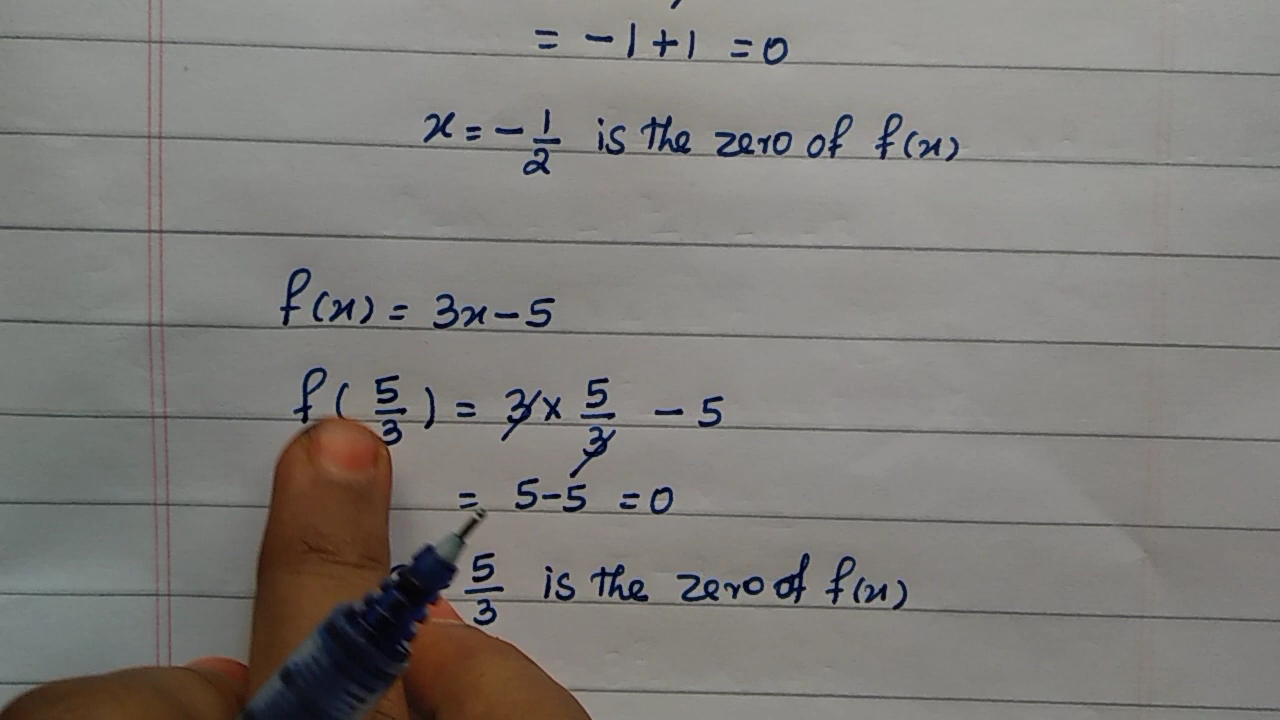 = -1+1 =0
x = -1/2 is the zero of f(x)
f(x) = 3x-5
f(5/3) = 3 x 5/3 - 5
= 5-5 =0
5/3 is the zero of f(x)